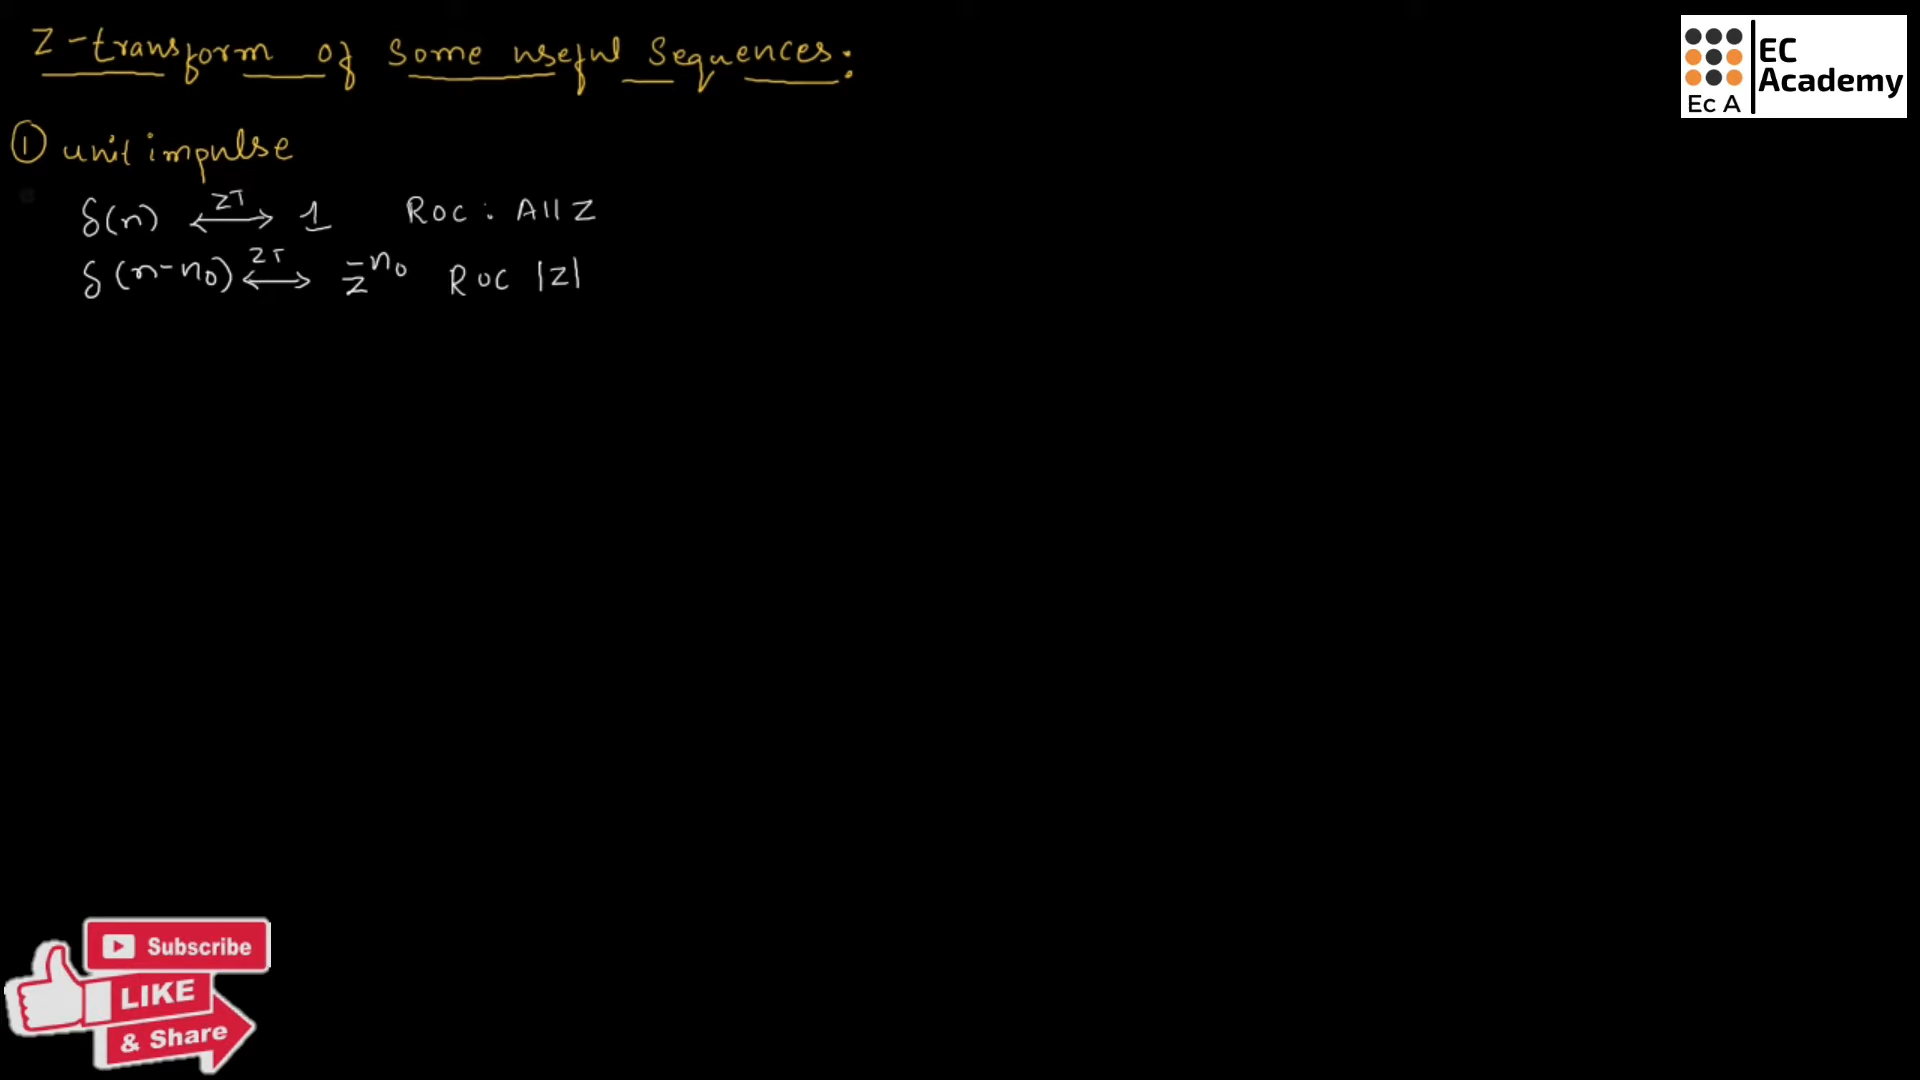 Z-transform of some useful sequences:
EC Academy
Ec A
① unit impulse
δ(n) ⟷ ZT 1 ROC: All Z
δ(n-n₀) ⟷ ZT z^-n₀ ROC |z|
Subscribe
LIKE
& Share